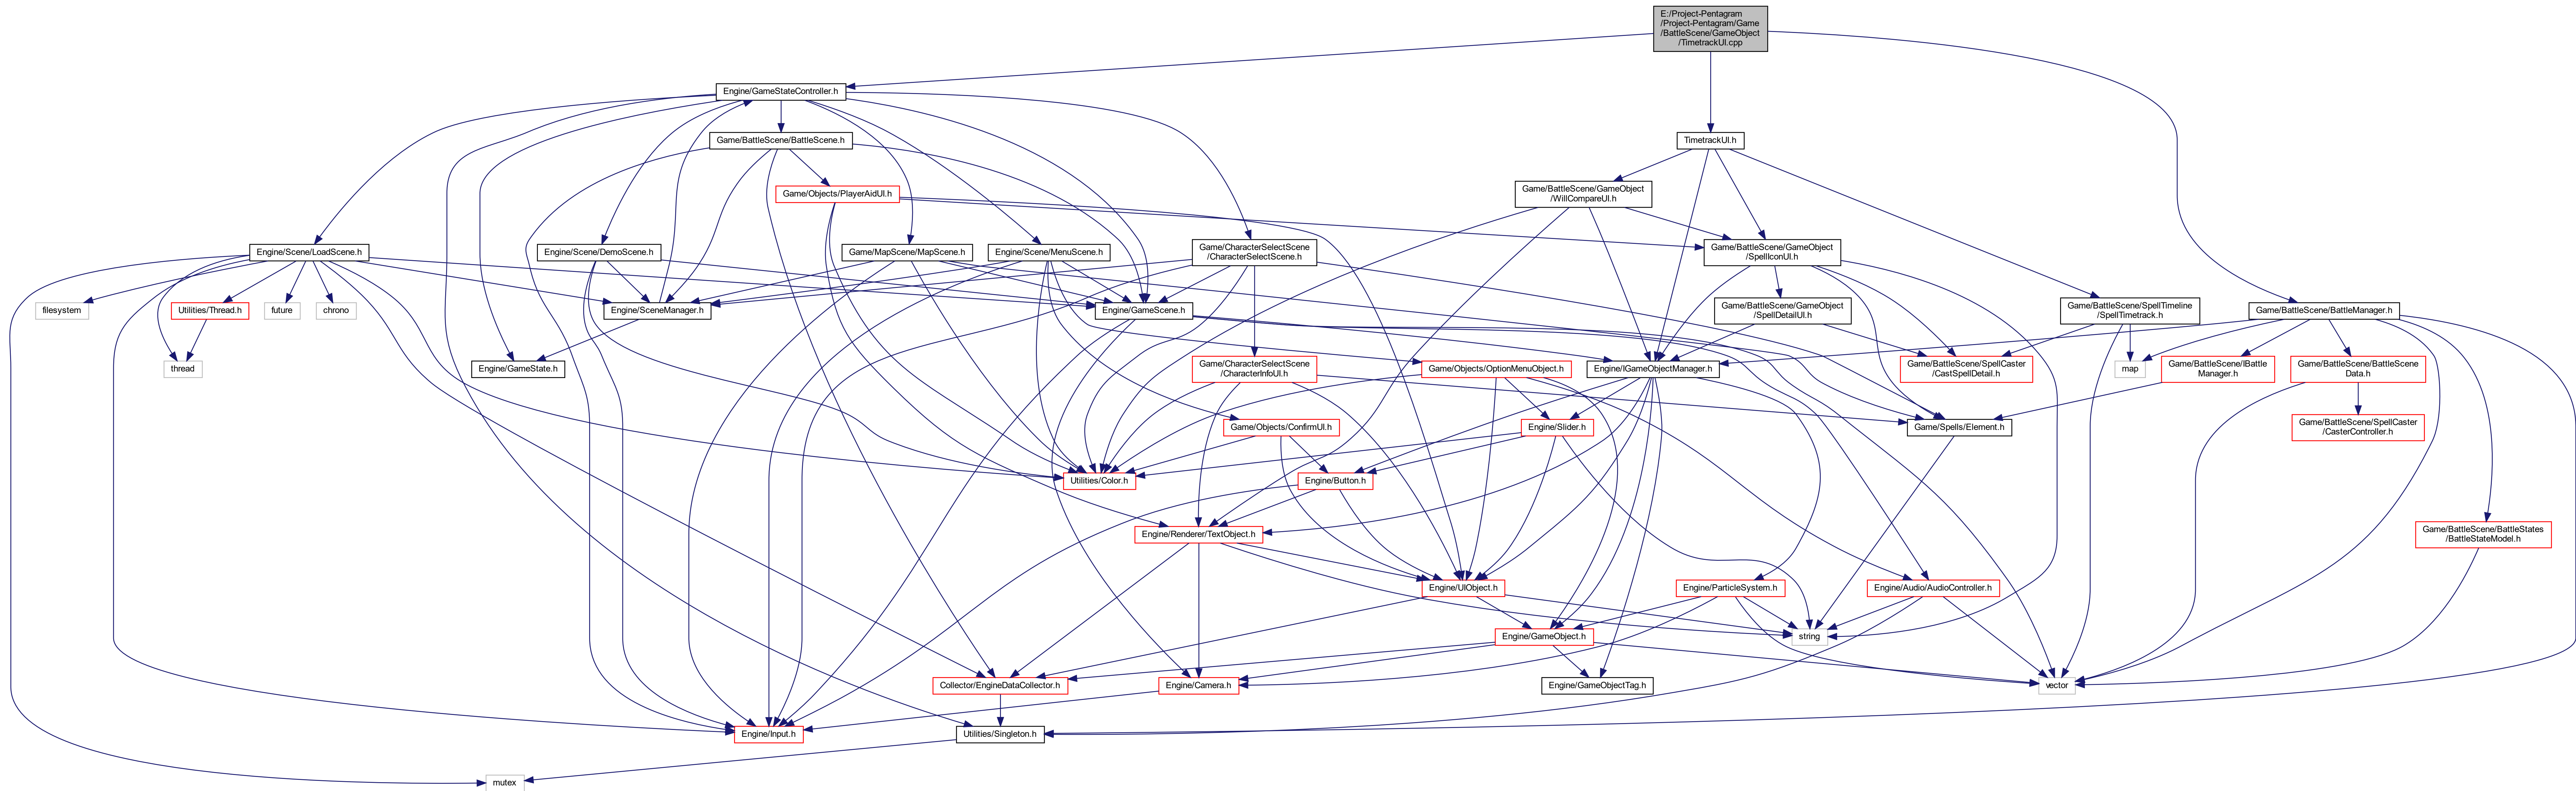 E:/Project-Pentagram
/Project-Pentagram/Game
/BattleScene/GameObject
/TimetrackUI.cpp
Engine/GameStateController.h
Game/BattleScene/BattleScene.h
TimetrackUI.h
Game/Objects/PlayerAidUI.h
Game/BattleScene/GameObject
/WillCompareUI.h
Engine/Scene/LoadScene.h
Engine/Scene/DemoScene.h
Game/MapScene/MapScene.h
Engine/Scene/MenuScene.h
Game/CharacterSelectScene
/CharacterSelectScene.h
Game/BattleScene/GameObject
/SpellIconUI.h
filesystem
Utilities/Thread.h
future
chrono
Engine/SceneManager.h
Engine/GameScene.h
Game/BattleScene/GameObject
/SpellDetailUI.h
Game/BattleScene/SpellTimeline
/SpellTimetrack.h
Game/BattleScene/BattleManager.h
thread
Engine/GameState.h
Game/CharacterSelectScene
/CharacterInfoUI.h
Game/Objects/OptionMenuObject.h
Engine/IGameObjectManager.h
Game/BattleScene/SpellCaster
/CastSpellDetail.h
map
Game/BattleScene/IBattle
Manager.h
Game/BattleScene/BattleScene
Data.h
Game/Objects/ConfirmUI.h
Engine/Slider.h
Game/Spells/Element.h
Game/BattleScene/SpellCaster
/CasterController.h
Utilities/Color.h
Engine/Button.h
Engine/Renderer/TextObject.h
Game/BattleScene/BattleStates
/BattleStateModel.h
Engine/UIObject.h
Engine/ParticleSystem.h
Engine/Audio/AudioController.h
Engine/GameObject.h
string
Collector/EngineDataCollector.h
Engine/Camera.h
Engine/GameObjectTag.h
vector
Engine/Input.h
Utilities/Singleton.h
mutex